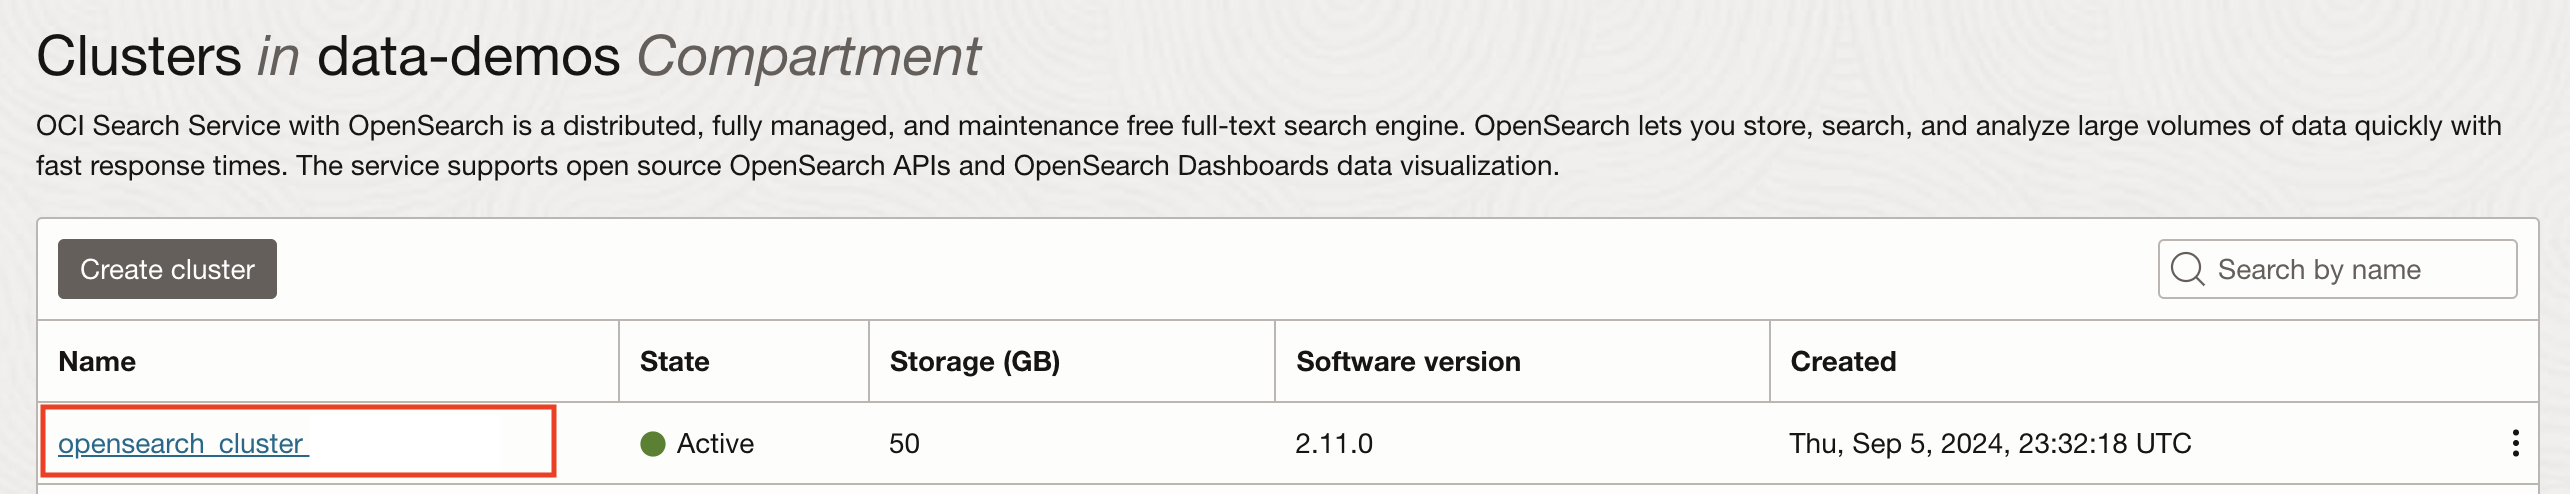 Clusters in data-demos Compartment
OCI Search Service with OpenSearch is a distributed, fully managed, and maintenance free full-text search engine. OpenSearch lets you store, search, and analyze large volumes of data quickly with
fast response times. The service supports open source OpenSearch APIs and OpenSearch Dashboards data visualization.
Create cluster
Search by name
Name State Storage (GB) Software version Created
opensearch_cluster Active 50 2.11.0 Thu, Sep 5, 2024, 23:32:18 UTC